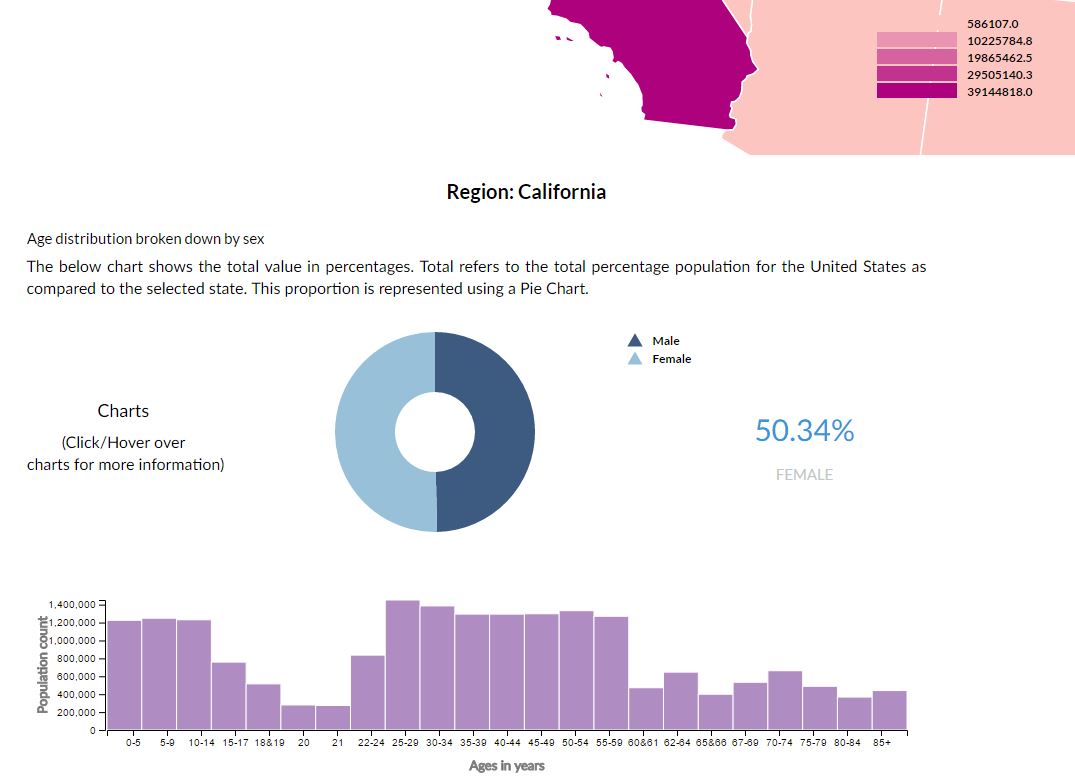 586107.0
10225784.8
19865462.5
29505140.3
39144818.0
Region: California
Age distribution broken down by sex
The below chart shows the total value in percentages. Total refers to the total percentage population for the United States as
compared to the selected state. This proportion is represented using a Pie Chart.
Male
Female
Charts
(Click/Hover over
charts for more information)
50.34%
FEMALE
Population count
1,400,000
1,200,000
1,000,000
800,000
600,000
400,000
200,000
0
0-5 5-9 10-14 15-17 18&19 20 21 22-24 25-29 30-34 35-39 40-44 45-49 50-54 55-59 60&61 62-64 65&66 67-69 70-74 75-79 80-84 85+
Ages in years